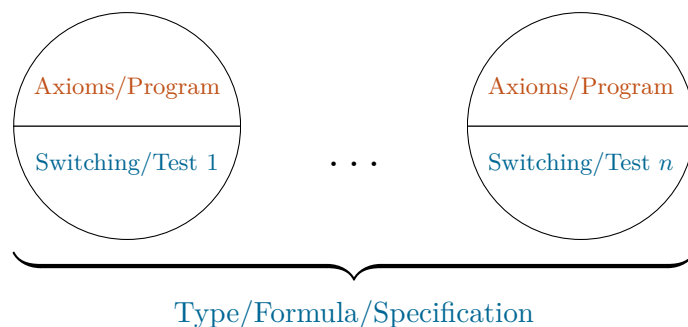 Axioms/Program
Axioms/Program
Switching/Test 1
. . .
Switching/Test n
Type/Formula/Specification